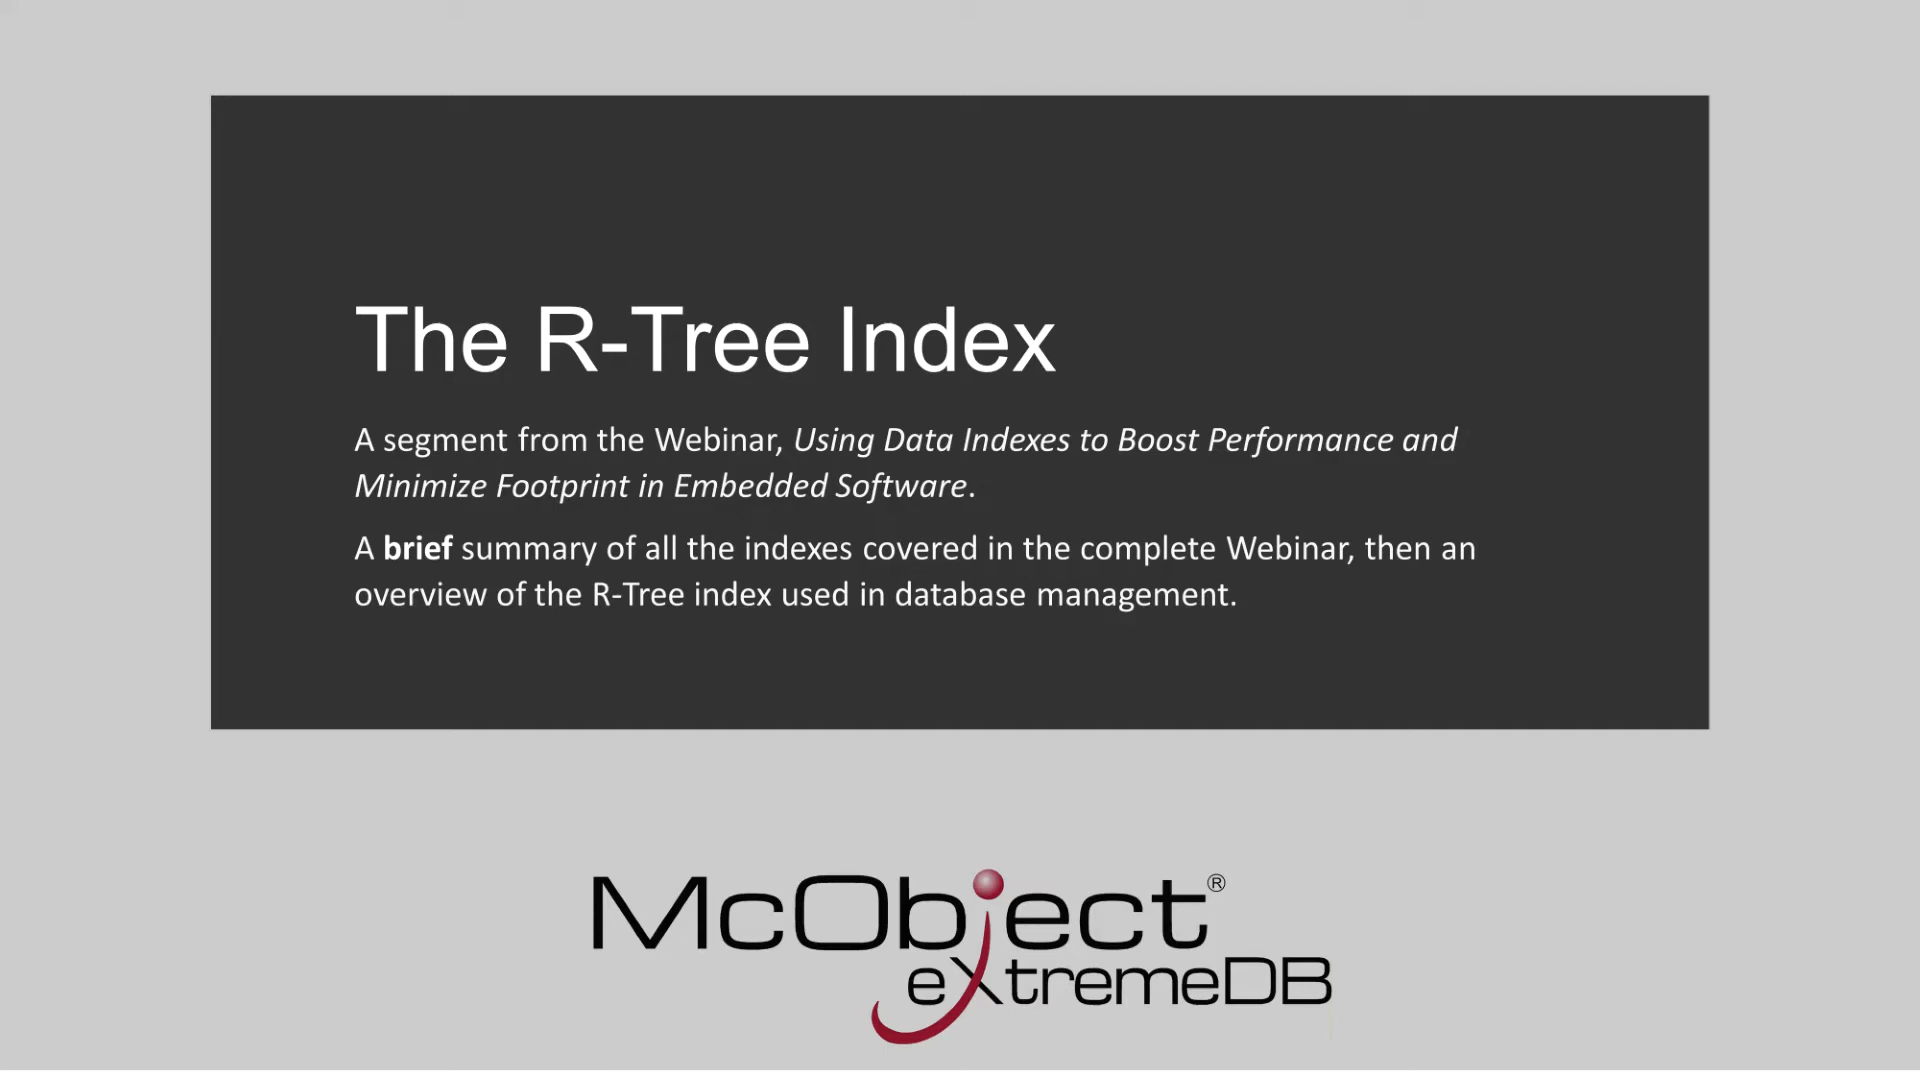 The R-Tree Index
A segment from the Webinar, Using Data Indexes to Boost Performance and
Minimize Footprint in Embedded Software.
A brief summary of all the indexes covered in the complete Webinar, then an
overview of the R-Tree index used in database management.
McObject®
eXtremeDB